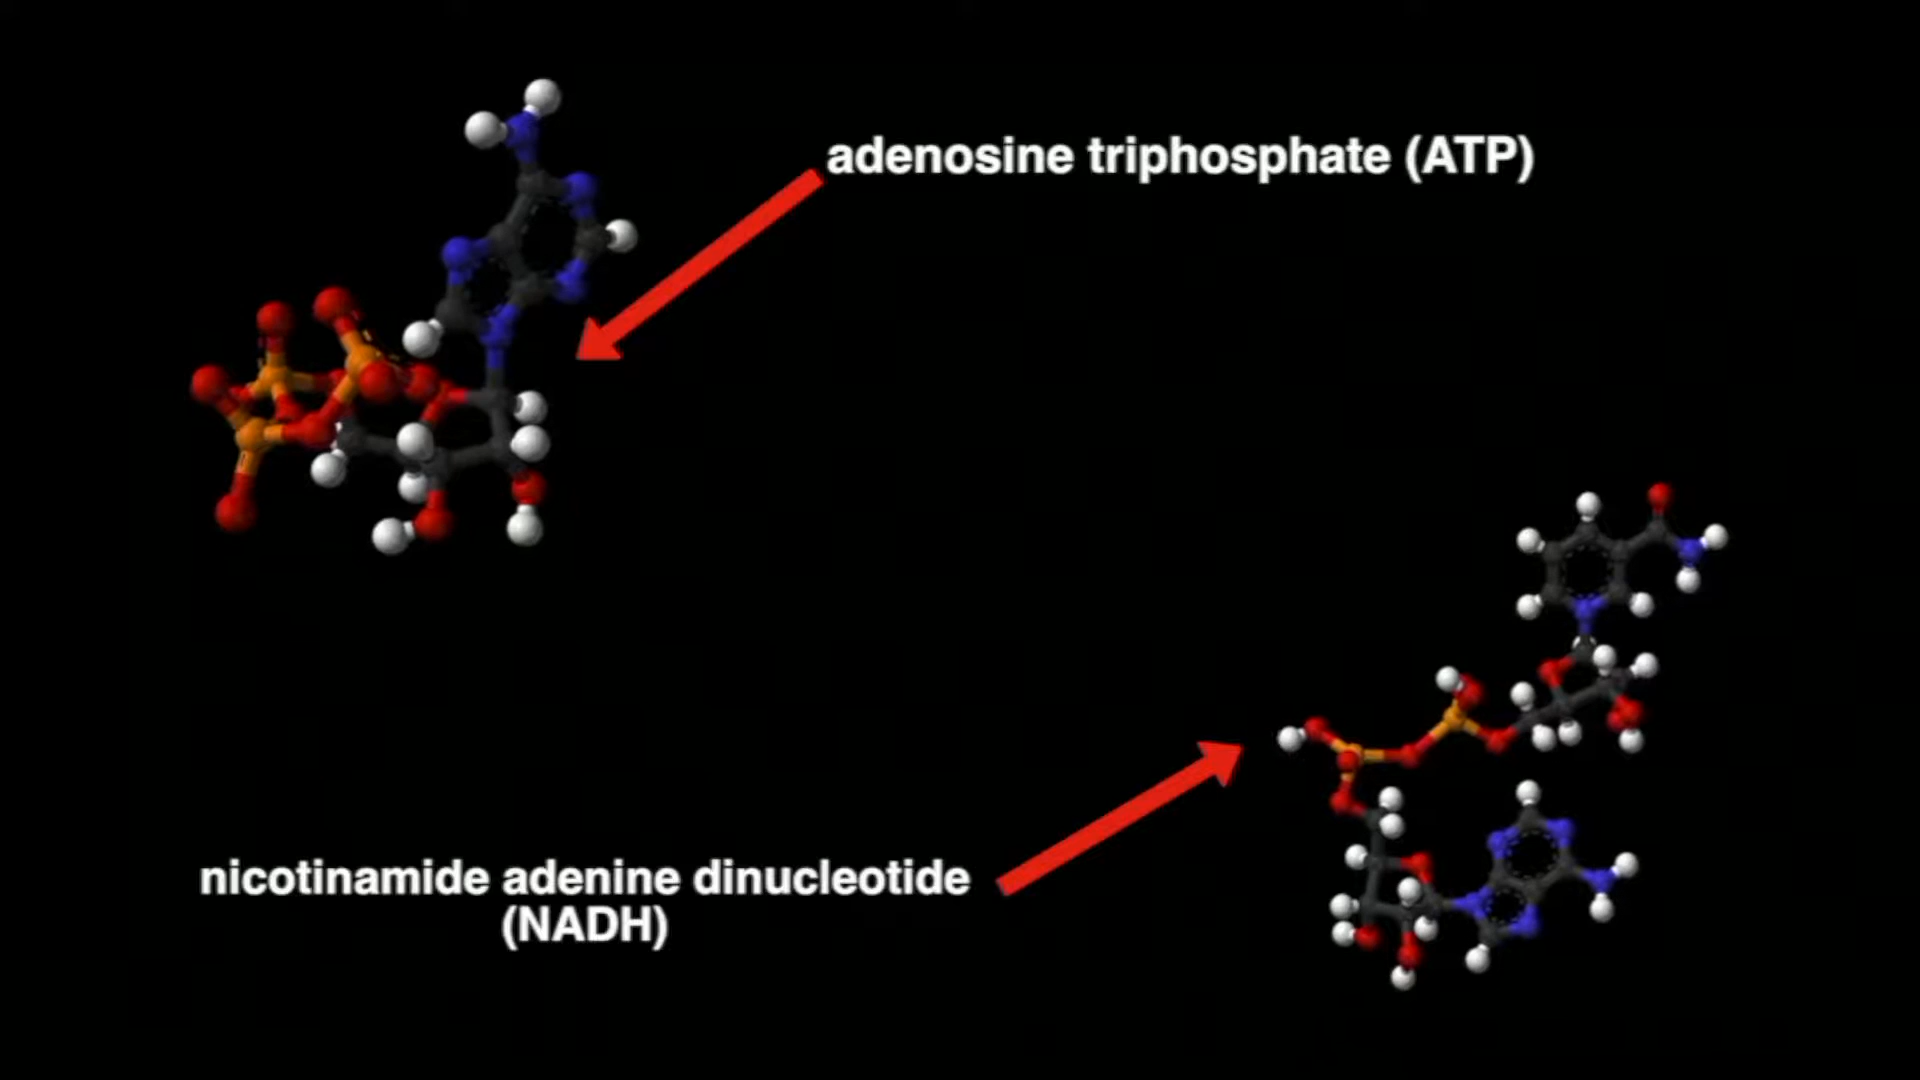 adenosine triphosphate (ATP)
nicotinamide adenine dinucleotide
(NADH)